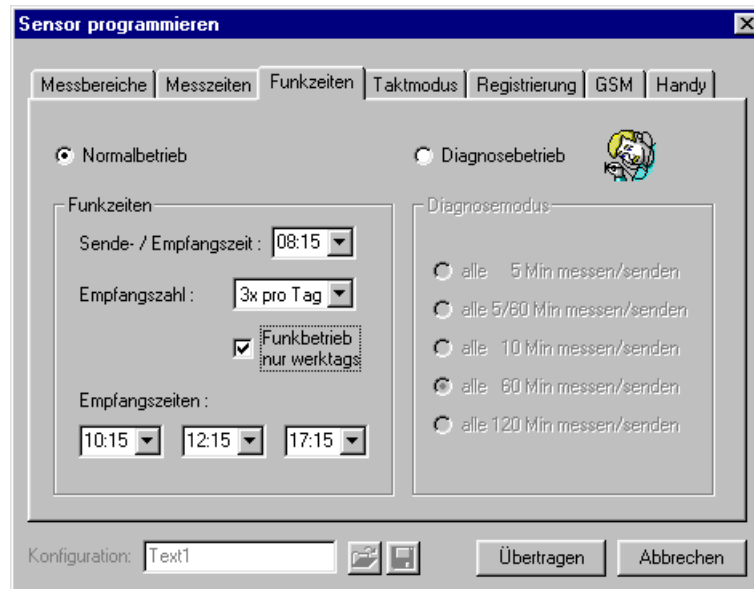 Sensor programmieren
Messbereiche Messzeiten Funkzeiten Taktmodus Registrierung GSM Handy
Normalbetrieb
Diagnosebetrieb
Funkzeiten
Sende- / Empfangszeit : 08:15
Empfangszahl : 3x pro Tag
Funkbetrieb
nur werktags
Empfangszeiten :
10:15 12:15 17:15
Diagnosemodus
alle 5 Min messen/senden
alle 5/60 Min messen/senden
alle 10 Min messen/senden
alle 60 Min messen/senden
alle 120 Min messen/senden
Konfiguration: Text1
Übertragen
Abbrechen